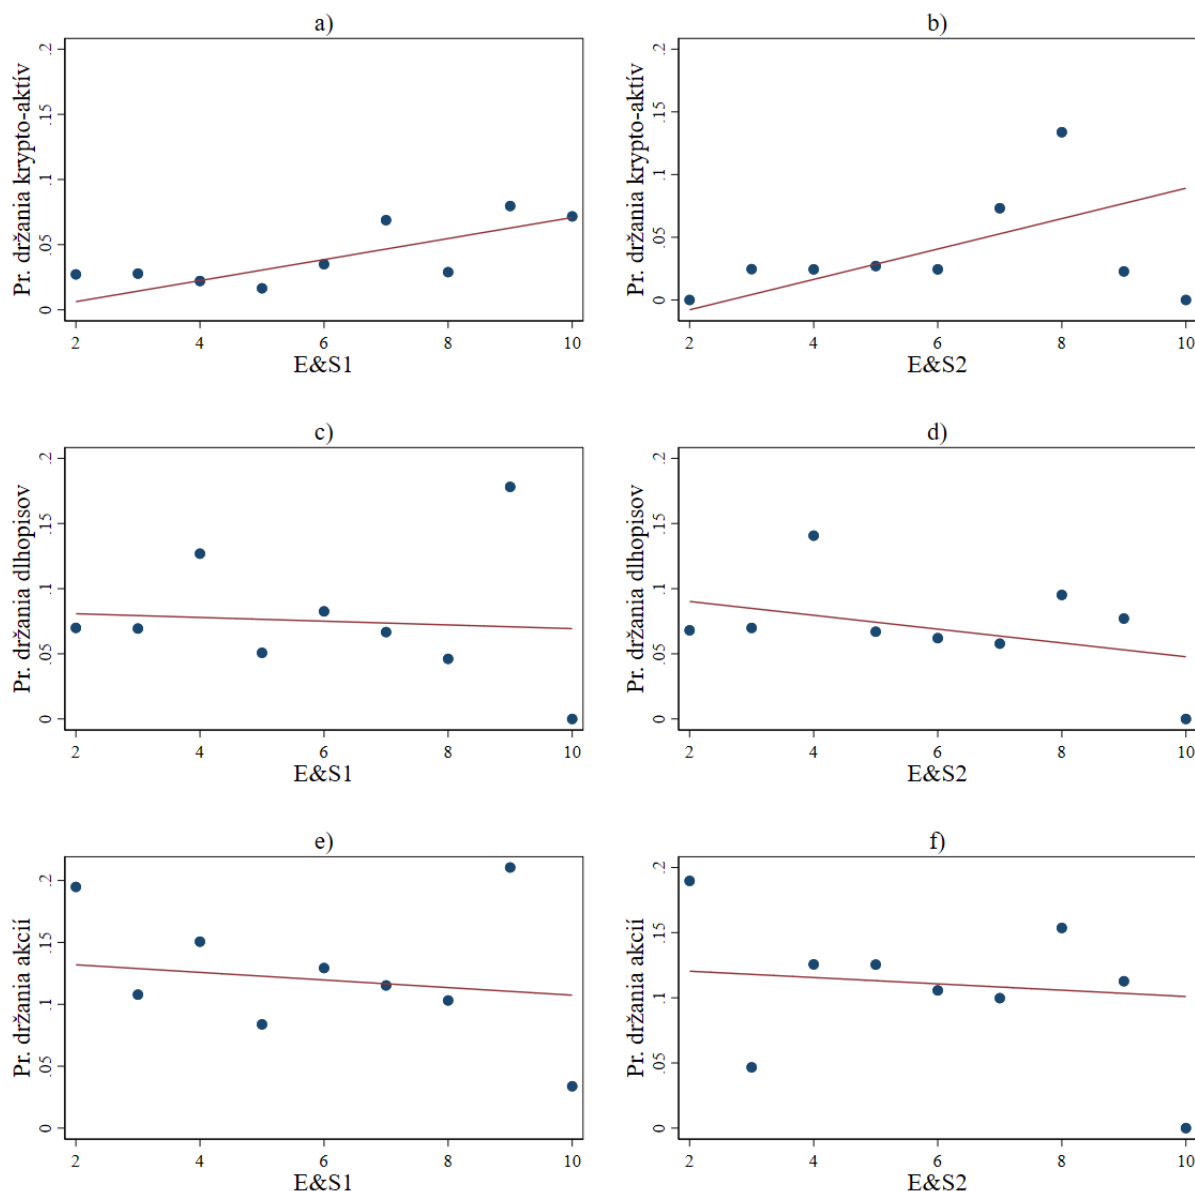 a)
Pr. držania krypto-aktív
0 .05 .1 .15 .2
2 4 6 8 10
E&S1
b)
Pr. držania krypto-aktív
0 .05 .1 .15 .2
2 4 6 8 10
E&S2
c)
Pr. držania dlhopisov
0 .05 .1 .15 .2
2 4 6 8 10
E&S1
d)
Pr. držania dlhopisov
0 .05 .1 .15 .2
2 4 6 8 10
E&S2
e)
Pr. držania akcií
0 .05 .1 .15 .2
2 4 6 8 10
E&S1
f)
Pr. držania akcií
0 .05 .1 .15 .2
2 4 6 8 10
E&S2